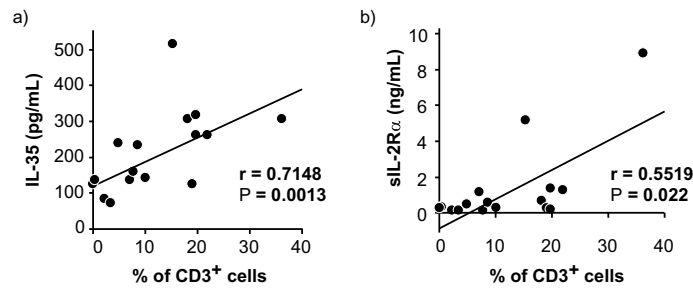 a)
IL-35 (pg/mL)
500
400
300
200
100
0
0 10 20 30 40
r = 0.7148
P = 0.0013
% of CD3+ cells
b)
sIL-2Rα (ng/mL)
10
8
6
4
2
0
0 10 20 30 40
r = 0.5519
P = 0.022
% of CD3+ cells